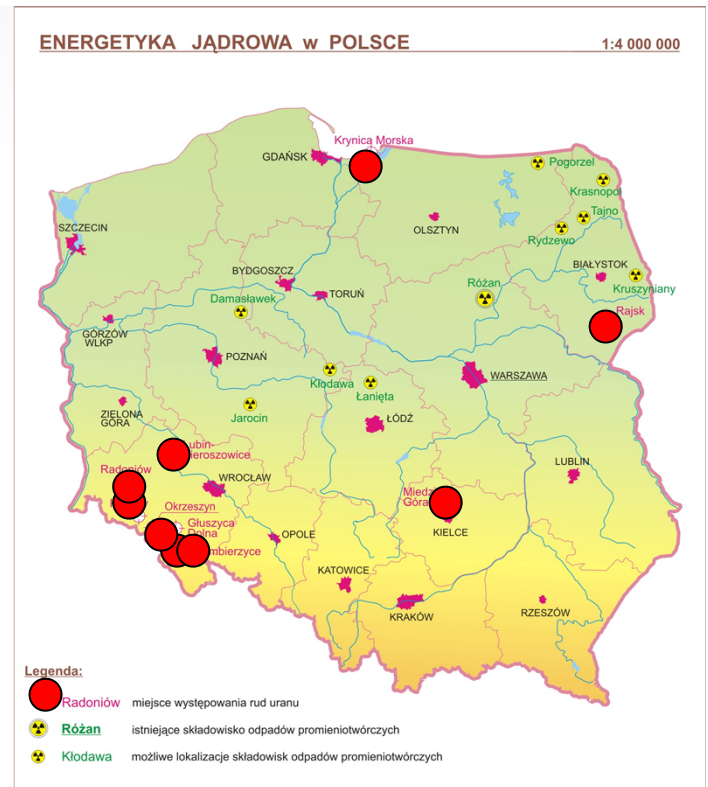 ENERGETYKA JĄDROWA w POLSCE
1:4 000 000
Krynica Morska
GDAŃSK
Pogorzel
Krasnopol
Tajno
OLSZTYN
SZCZECIN
Rydzewo
BIAŁYSTOK
BYDGOSZCZ
Różan
Kruszyniany
TORUŃ
Damasławek
Rajsk
GÓRZÓW
WLKP
POZNAŃ
Kłodawa
WARSZAWA
Łanięta
ZIELONA
GÓRA
Jarocin
ŁÓDŹ
LUBLIN
Radoniów
WROCŁAW
Góra
Okrzeszyn
Głuszyca
Dolna
OPOLE
KIELCE
KATOWICE
KRAKÓW
RZESZÓW
Legenda:
Radoniów miejsce występowania rud uranu
Różan istniejące składowisko odpadów promieniotwórczych
Kłodawa możliwe lokalizacje składowisk odpadów promieniotwórczych